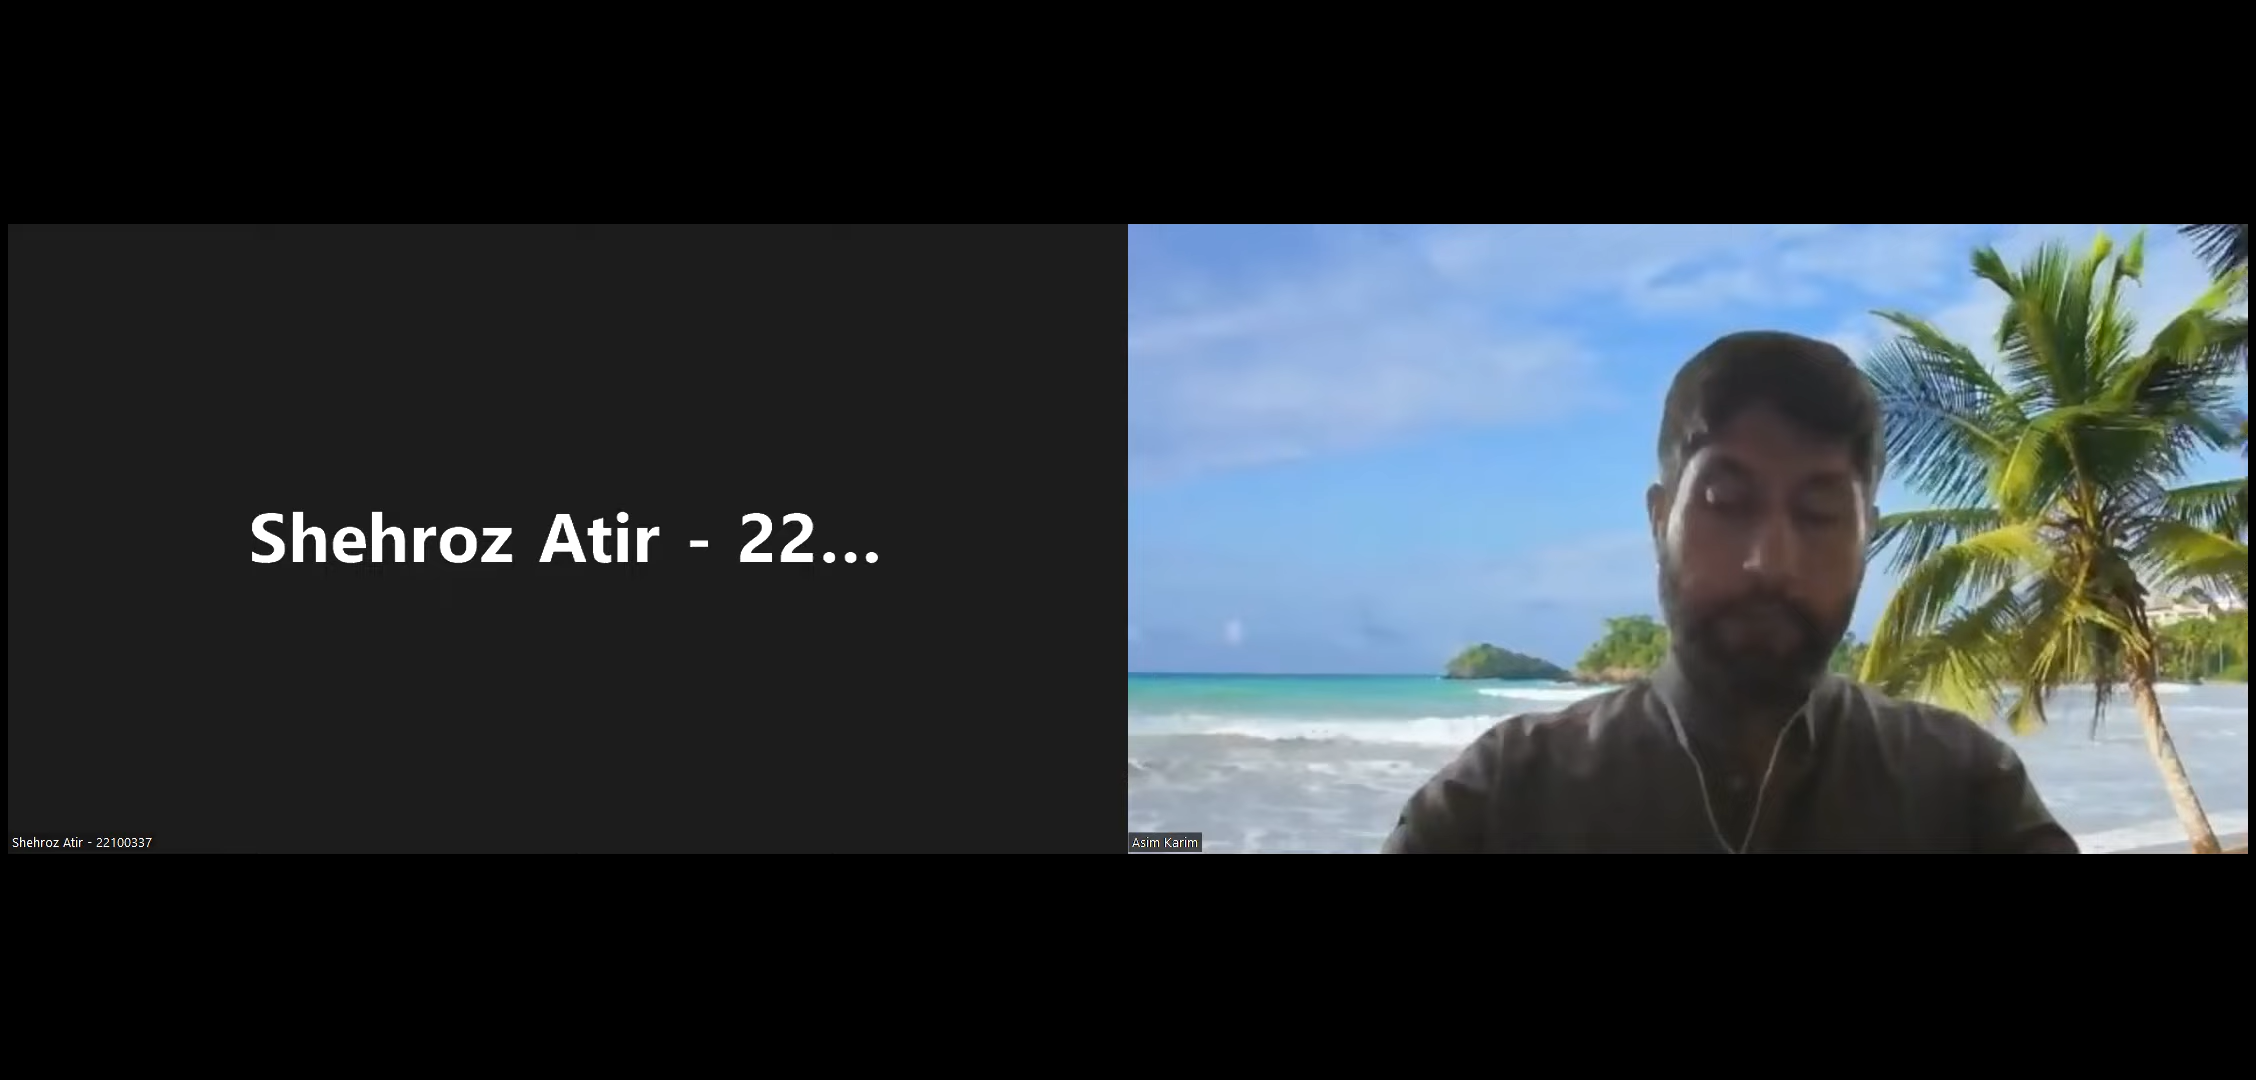 Shehroz Atir - 22...
Shehroz Atir - 22100337
Asim Karim